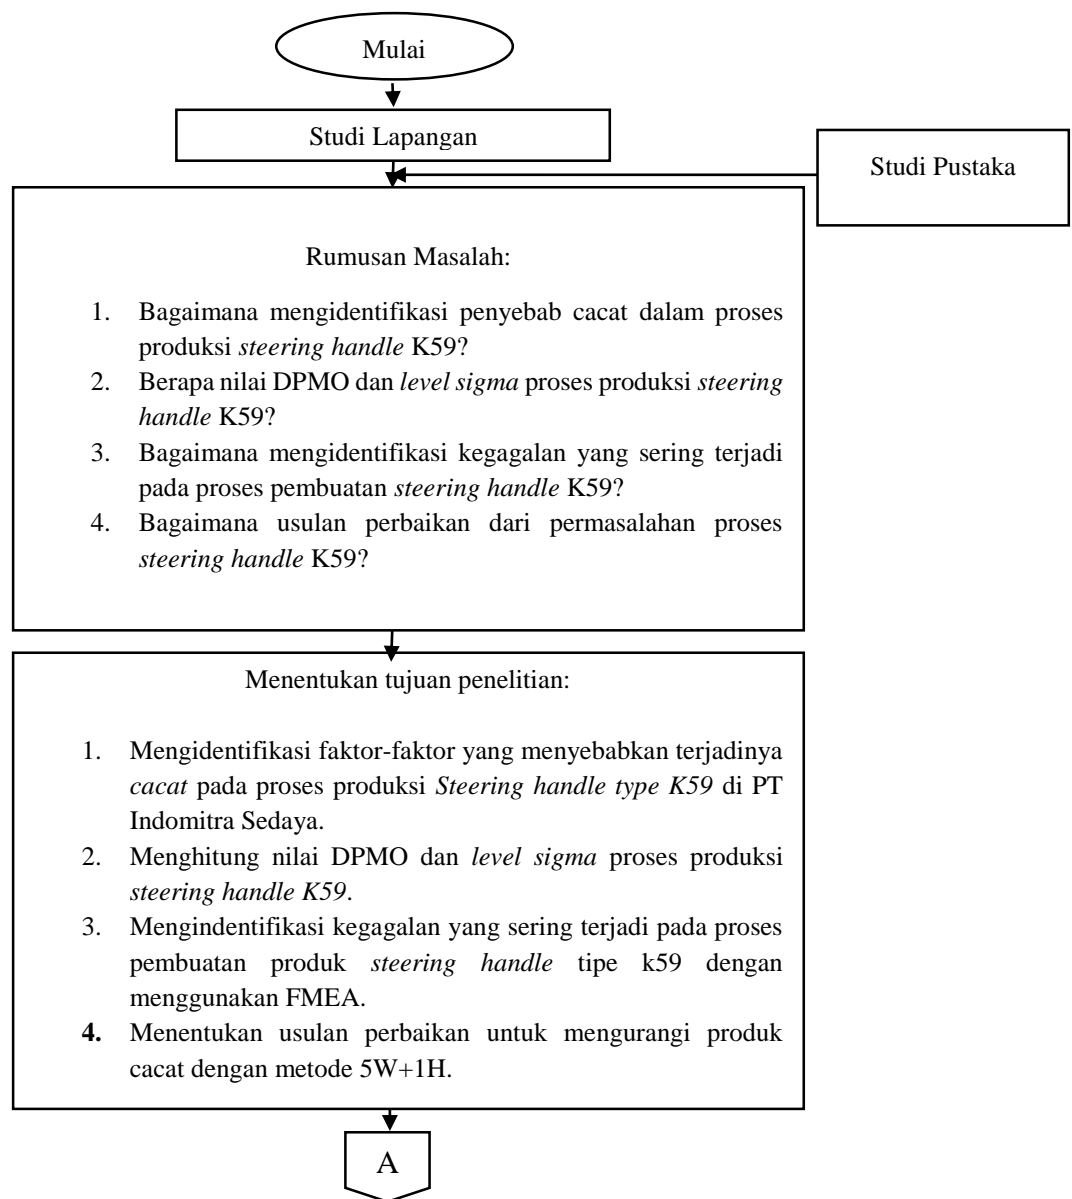 Mulai
Studi Lapangan
Studi Pustaka
Rumusan Masalah:
1. Bagaimana mengidentifikasi penyebab cacat dalam proses
produksi steering handle K59?
2. Berapa nilai DPMO dan level sigma proses produksi steering
handle K59?
3. Bagaimana mengidentifikasi kegagalan yang sering terjadi
pada proses pembuatan steering handle K59?
4. Bagaimana usulan perbaikan dari permasalahan proses
steering handle K59?
Menentukan tujuan penelitian:
1. Mengidentifikasi faktor-faktor yang menyebabkan terjadinya
cacat pada proses produksi Steering handle type K59 di PT
Indomitra Sedaya.
2. Menghitung nilai DPMO dan level sigma proses produksi
steering handle K59.
3. Mengindentifikasi kegagalan yang sering terjadi pada proses
pembuatan produk steering handle tipe k59 dengan
menggunakan FMEA.
4. Menentukan usulan perbaikan untuk mengurangi produk
cacat dengan metode 5W+1H.
A